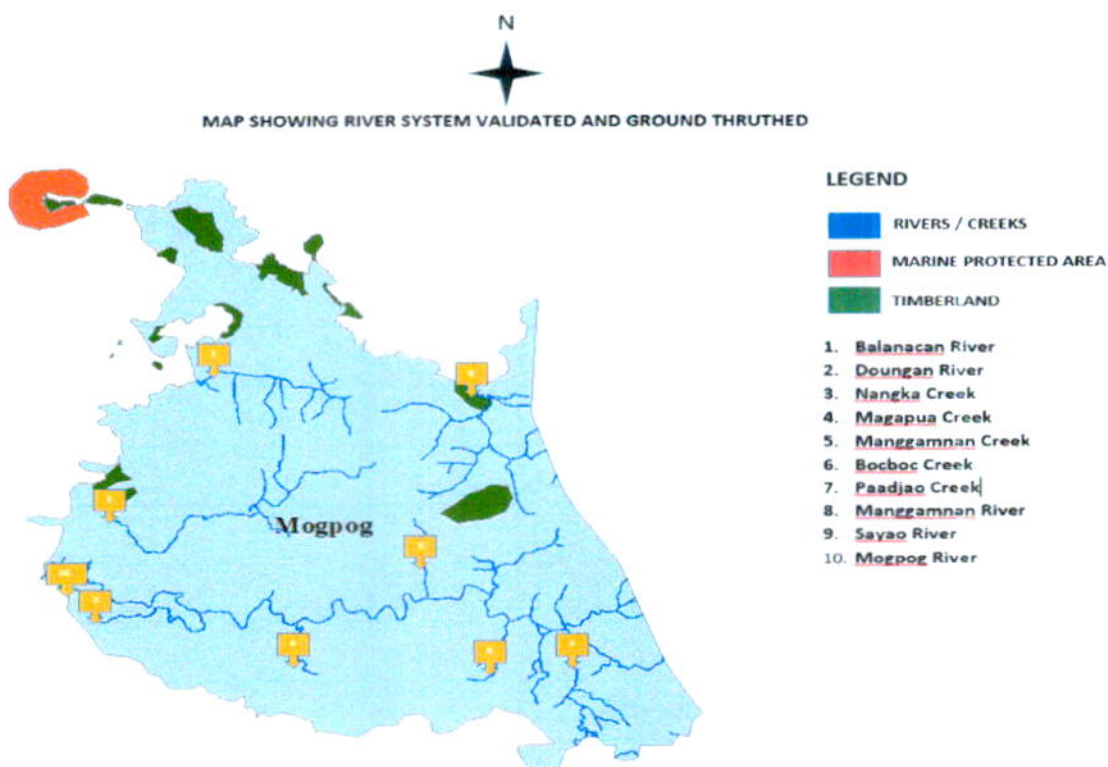 N
MAP SHOWING RIVER SYSTEM VALIDATED AND GROUND THRUTHED
LEGEND
RIVERS / CREEKS
MARINE PROTECTED AREA
TIMBERLAND
1. Balanacan River
2. Doungan River
3. Nangka Creek
4. Magapua Creek
5. Manggamnan Creek
6. Bocboc Creek
7. Paadjao Creek
8. Manggamnan River
9. Sayao River
10. Mogpog River
Mogpog